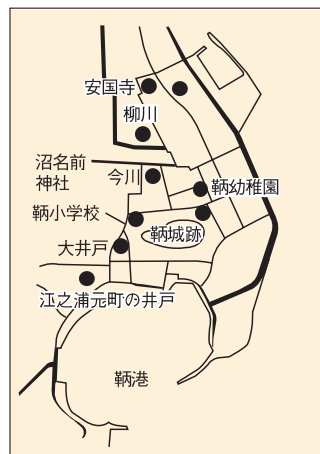 安国寺
柳川
沼名前
神社
今川
鞆幼稚園
鞆小学校
鞆城跡
大井戸
江之浦元町の井戸
鞆港